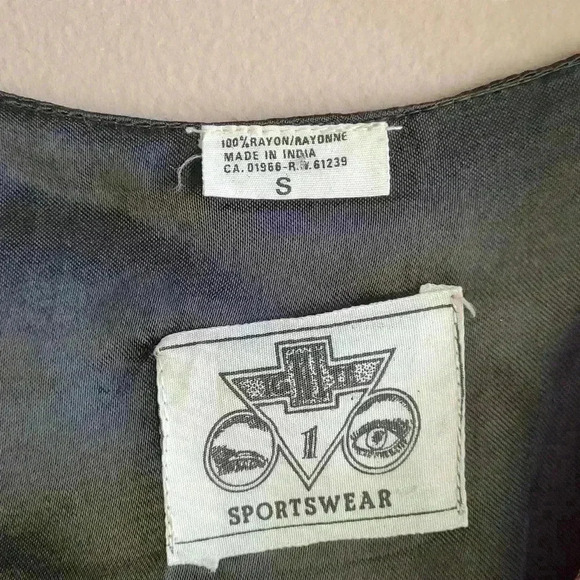 100% RAYON/RAYONNE
MADE IN INDIA
CA. 01966-R.N. 61239
S
1
SPORTSWEAR